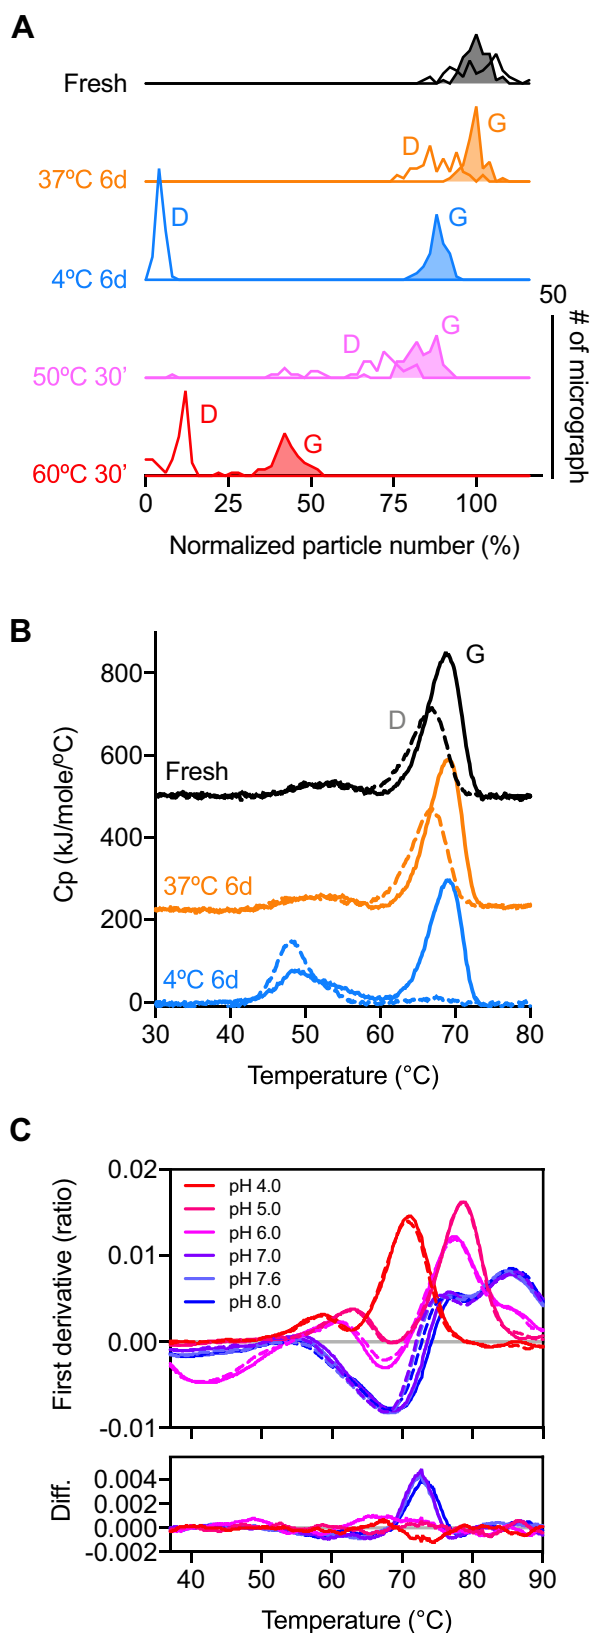 A
Fresh
37ºC 6d
D
G
4ºC 6d
D
G
50
# of micrograph
50ºC 30’
D
G
60ºC 30’
D
G
0 25 50 75 100
Normalized particle number (%)
B
Cp (kJ/mole/ºC)
800
600
400
200
0
G
D
Fresh
37ºC 6d
4ºC 6d
30 40 50 60 70 80
Temperature (°C)
C
First derivative (ratio)
0.02
0.01
0.00
-0.01
pH 4.0
pH 5.0
pH 6.0
pH 7.0
pH 7.6
pH 8.0
Diff.
0.004
0.002
0.000
-0.002
40 50 60 70 80 90
Temperature (°C)